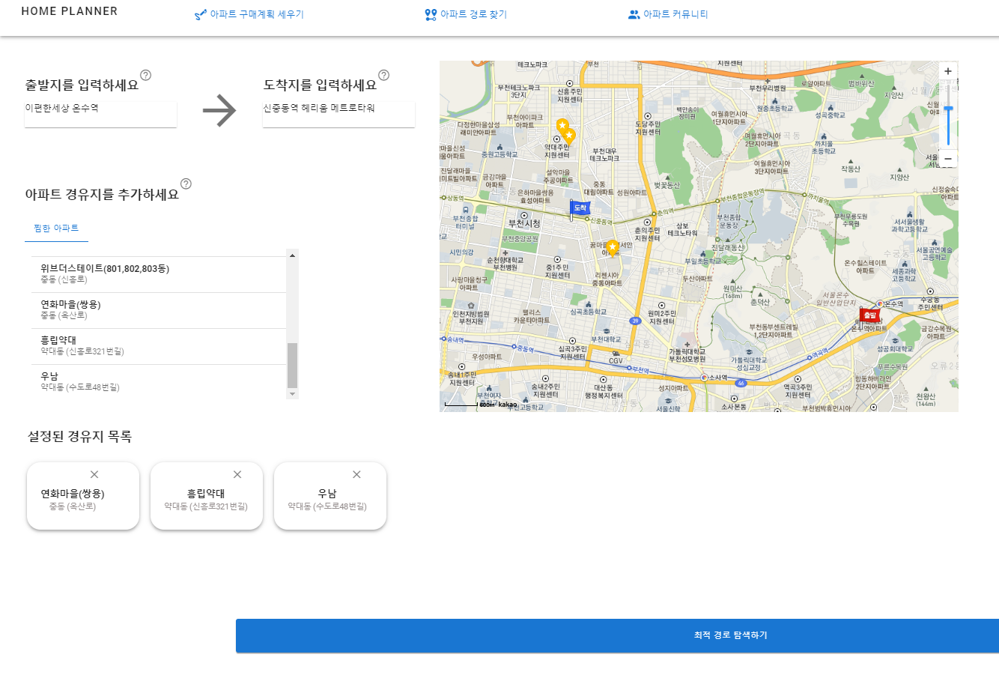 HOME PLANNER
아파트 구매계획 세우기
아파트 경로 찾기
아파트 커뮤니티
출발지를 입력하세요
이편한세상 온수역
도착지를 입력하세요
신중동역 헤리움 메트로타워
아파트 경유지를 추가하세요
찜한 아파트
위브더스테이트(801,802,803동)
중동 (신흥로)
연화마을(쌍용)
중동 (옥산로)
흥립약대
약대동 (신흥로321번길)
우남
약대동 (수도로48번길)
설정된 경유지 목록
연화마을(쌍용)
중동 (옥산로)
흥립약대
약대동 (신흥로321번길)
우남
약대동 (수도로48번길)
최적 경로 탐색하기
테크노파크
부천
지원센터
부천테크노파크
3단지
신흥주민
지원센터
부천우리병원
로얄아파트
범바위산
지양산
백만송이
장미원
도당주민
지원센터
여월휴먼시아
1단지아파트
성곡중학교
다정한마을삼성
래미안아파트
부천아이파크
아파트
중원고등학교
약대주민
지원센터
부천대우
테크노파크
여월휴먼시아
2단지아파트
까치울
초등학교
여월휴먼시아
3단지아파트
작동산
지양산
진달래마을
금강마을
아파트
설악마을
주공아파트
중동
대림아파트
성원아파트
벚꽃동산
은하마을쌍용
효성아파트
상동역
부천종합운동장역
까치울역
부천종합
터미널
부천시청
도착
신중동역
춘의역
부천종합
운동장
부천무릉도원
수목원
서서울생활
과학고등학교
부천중앙공원
춘의주민
지원센터
삼보
테크노타워
진달래동산
시민의강
순천향대학교
부천병원
중1주민
지원센터
부일초등학교
온수힐스테이트
아파트
서울공연예술
고등학교
세종과학
고등학교
사랑마을청구
아파트
리첸시아
중동아파트
두산아파트
원미산
(168m)
춘덕산
서울온수
일반산업단지
온수역
수궁동
주민센터
인천지방법원
부천지원
팰리스
카운티아파트
심곡초등학교
원미2주민
지원센터
39
출발
온수역아파트
금강수목원
아파트
부천대학교
부천동부센트레빌
1,2단지아파트
송내역
중동역
심곡3주민
지원센터
CGV
가톨릭대학교
부천성모병원
가톨릭대학교
성심교정
역곡역
성공회대학교
우성아파트
부천역
푸른수목원
송내1주민
지원센터
송내2주민
지원센터
대산동
행정복지센터
성지아파트
소사역
46
역곡3주민
지원센터
항동하버라인
2단지아파트
천왕산
(144m)
부천여자
고등학교
서울신학
소사본동
부천범박휴먼시아
500m
kakao